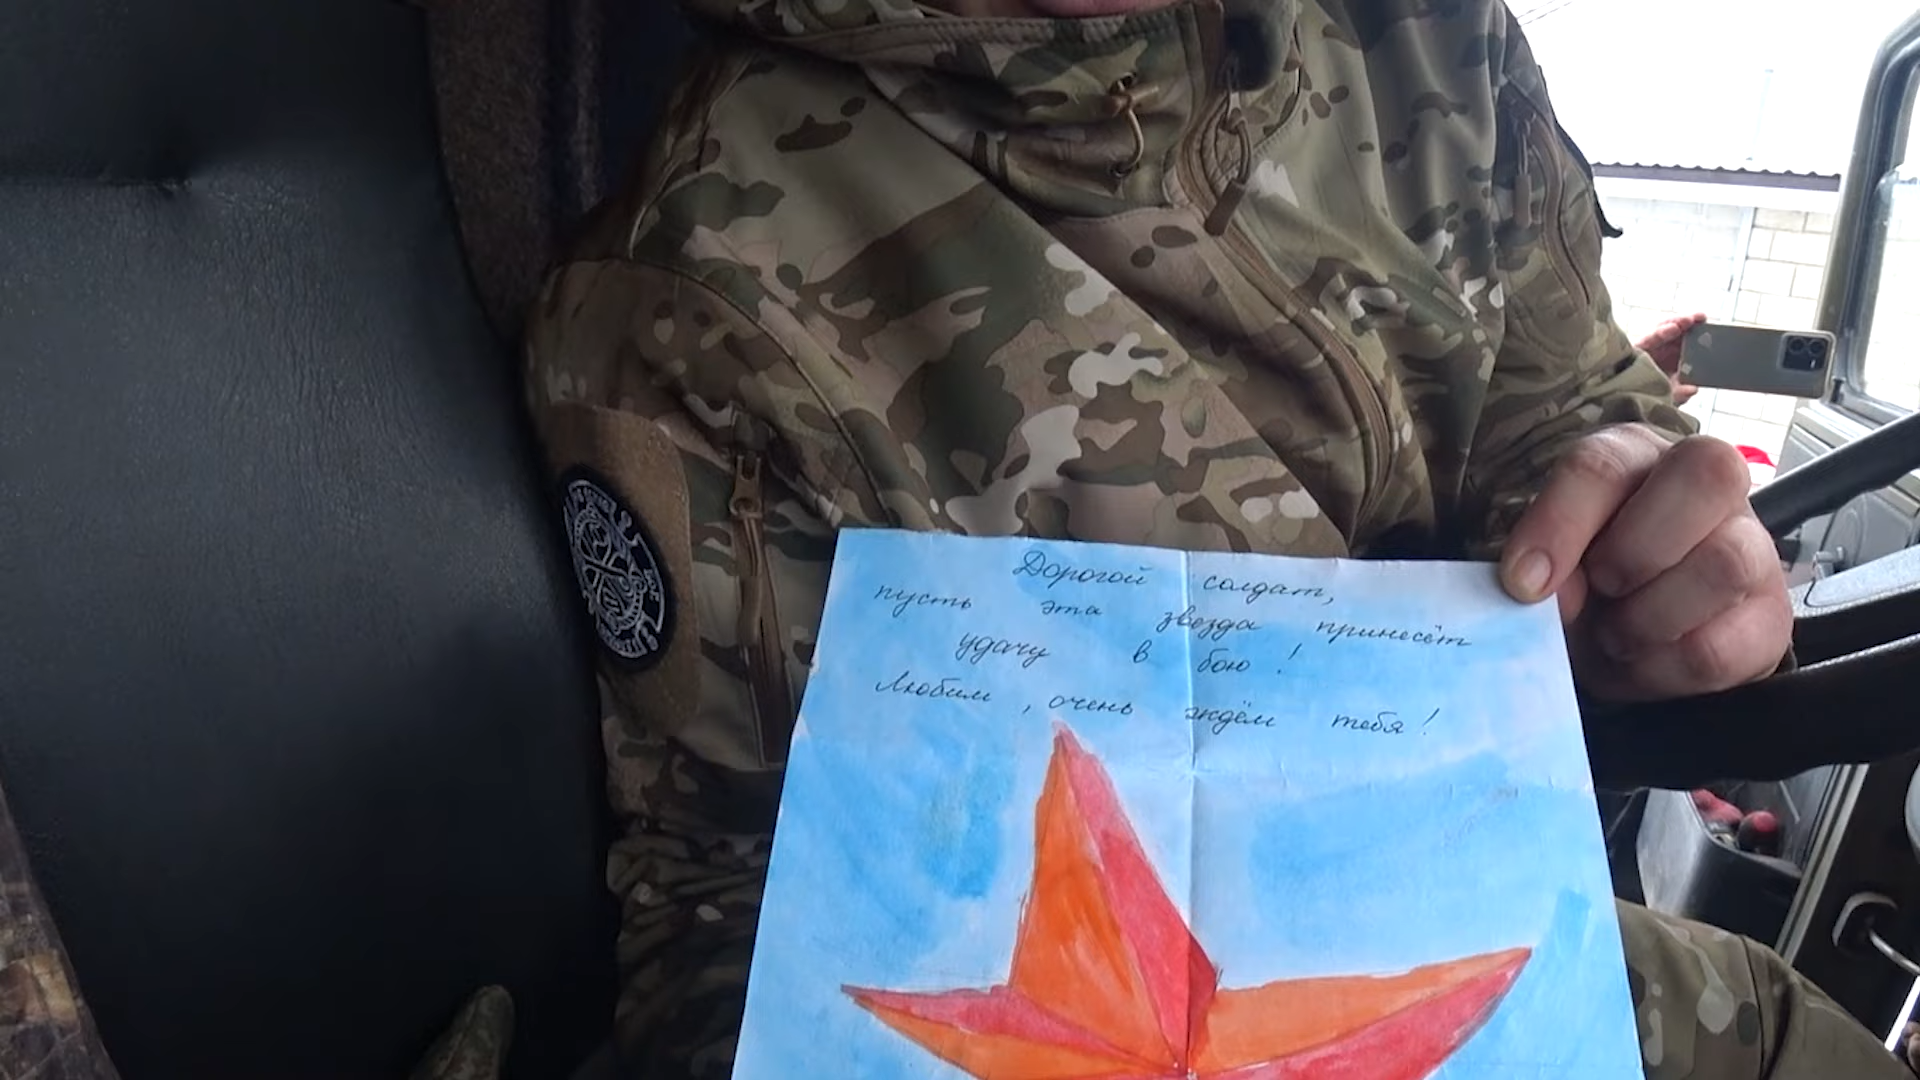 Дорогой солдат,
пусть эта звезда принесёт
удачу в бою!
Любим, очень ждём тебя!